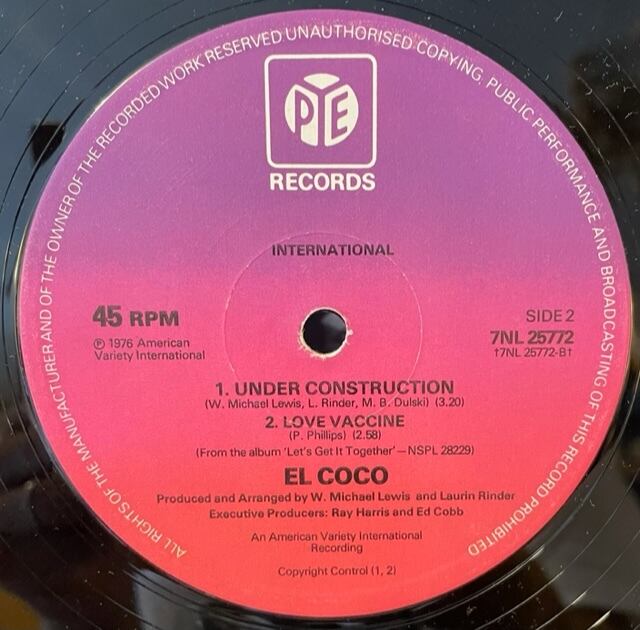 ALL RIGHTS OF THE MANUFACTURER AND OF THE OWNER OF THE RECORDED WORK RESERVED UNAUTHORISED COPYING, PUBLIC PERFORMANCE AND BROADCASTING OF THIS RECORD PROHIBITED
PYE
RECORDS
INTERNATIONAL
45 RPM
℗ 1976 American
Variety International
SIDE 2
7NL 25772
†7NL 25772-B†
1. UNDER CONSTRUCTION
(W. Michael Lewis, L. Rinder, M. B. Dulski) (3.20)
2. LOVE VACCINE
(P. Phillips) (2.58)
(From the album 'Let's Get It Together'—NSPL 28229)
EL COCO
Produced and Arranged by W. Michael Lewis and Laurin Rinder
Executive Producers: Ray Harris and Ed Cobb
An American Variety International
Recording
Copyright Control (1, 2)